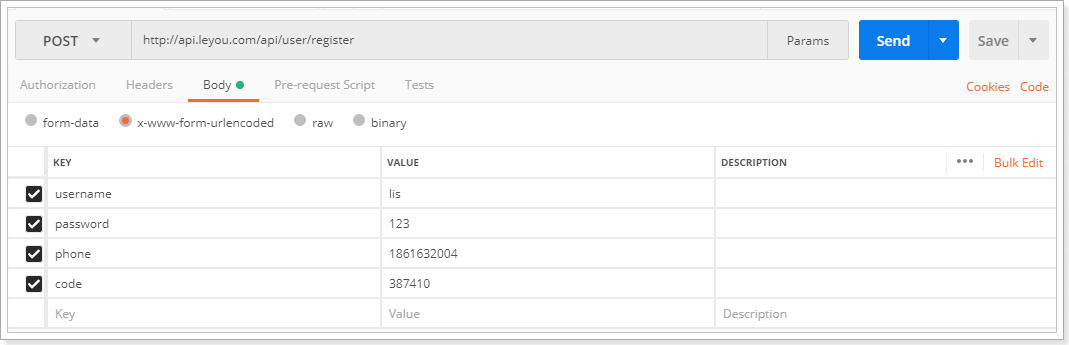 POST http://api.leyou.com/api/user/register Params Send Save
Authorization Headers Body Pre-request Script Tests Cookies Code
form-data x-www-form-urlencoded raw binary
KEY VALUE DESCRIPTION ••• Bulk Edit
username lis
password 123
phone 1861632004
code 387410
Key Value Description